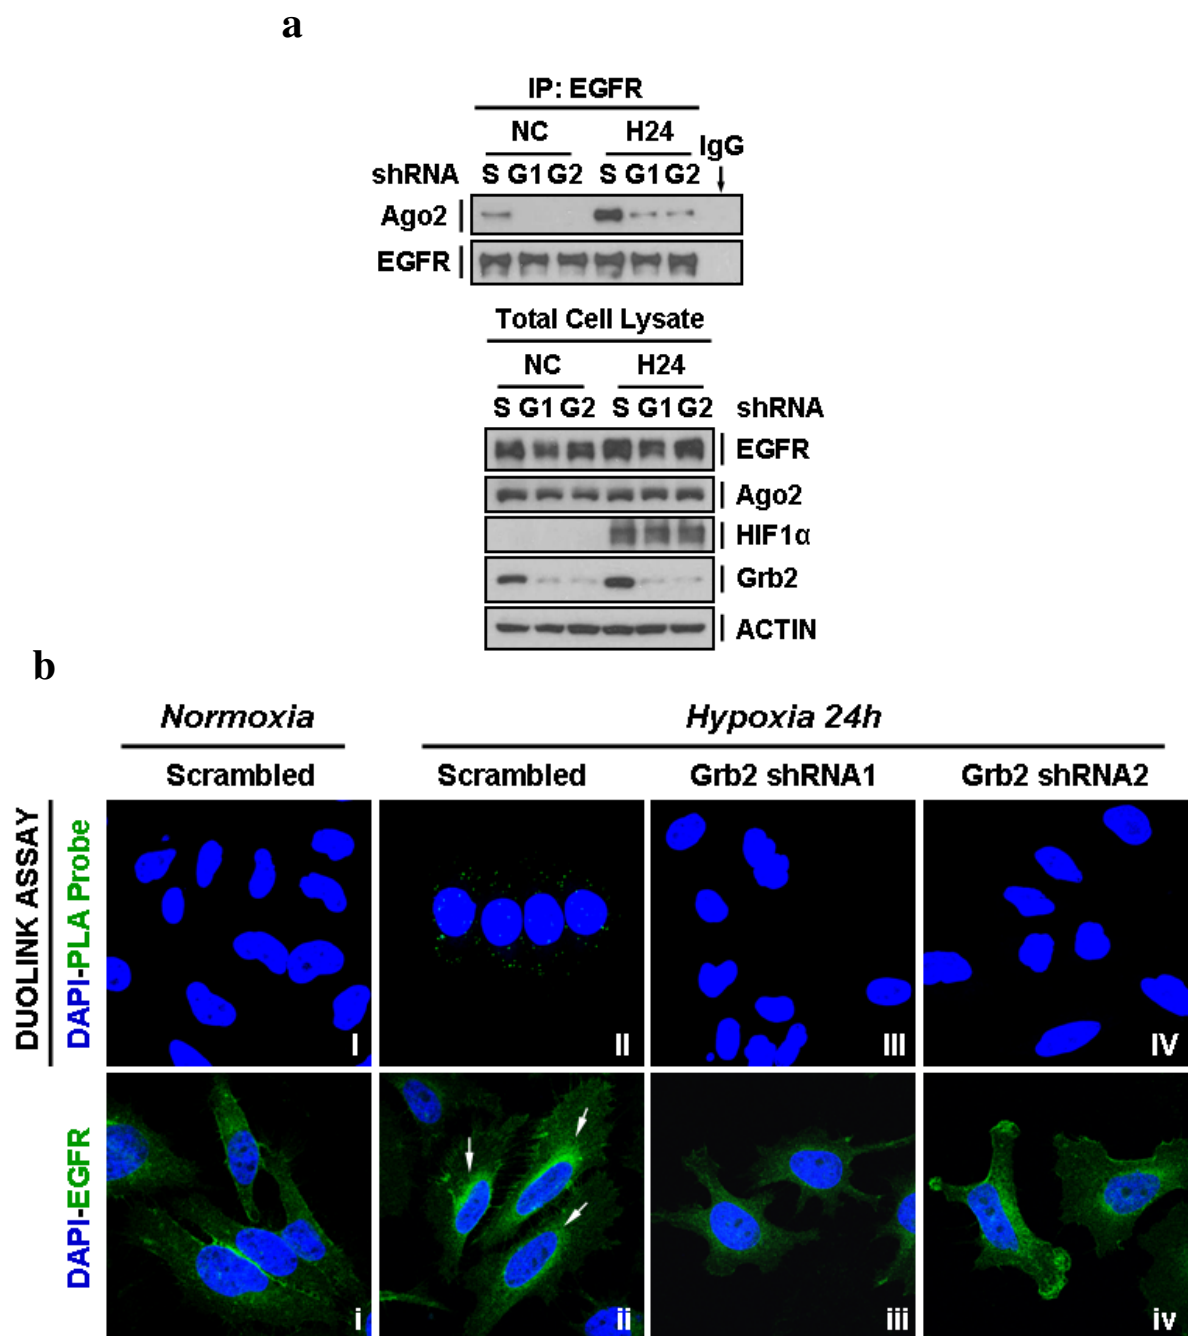 a
IP: EGFR
NC H24 IgG
shRNA S G1 G2 S G1 G2
Ago2
EGFR
Total Cell Lysate
NC H24
S G1 G2 S G1 G2 shRNA
EGFR
Ago2
HIF1α
Grb2
ACTIN
b
Normoxia Hypoxia 24h
Scrambled Scrambled Grb2 shRNA1 Grb2 shRNA2
DUOLINK ASSAY
DAPI-PLA Probe
I II III IV
DAPI-EGFR
i ii iii iv